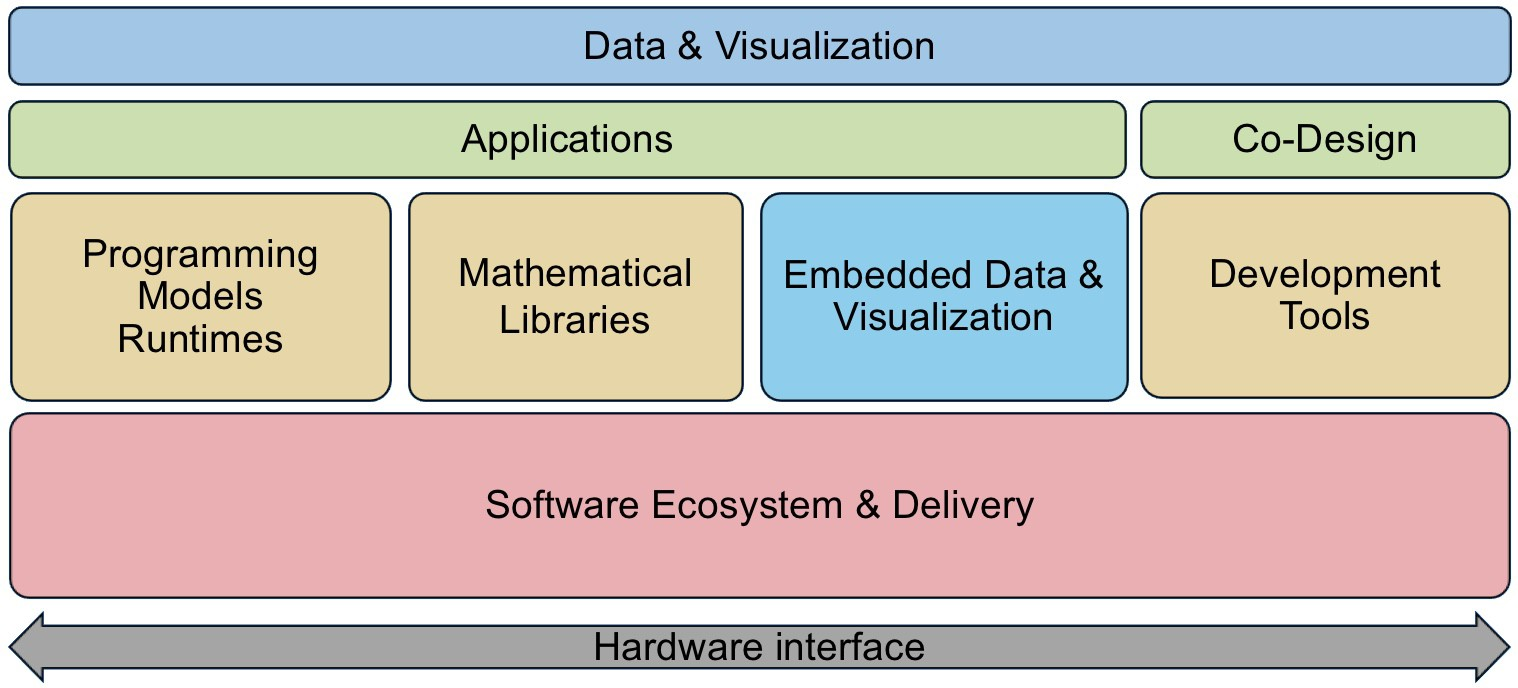 Data & Visualization
Applications
Co-Design
Programming
Models
Runtimes
Mathematical
Libraries
Embedded Data &
Visualization
Development
Tools
Software Ecosystem & Delivery
Hardware interface